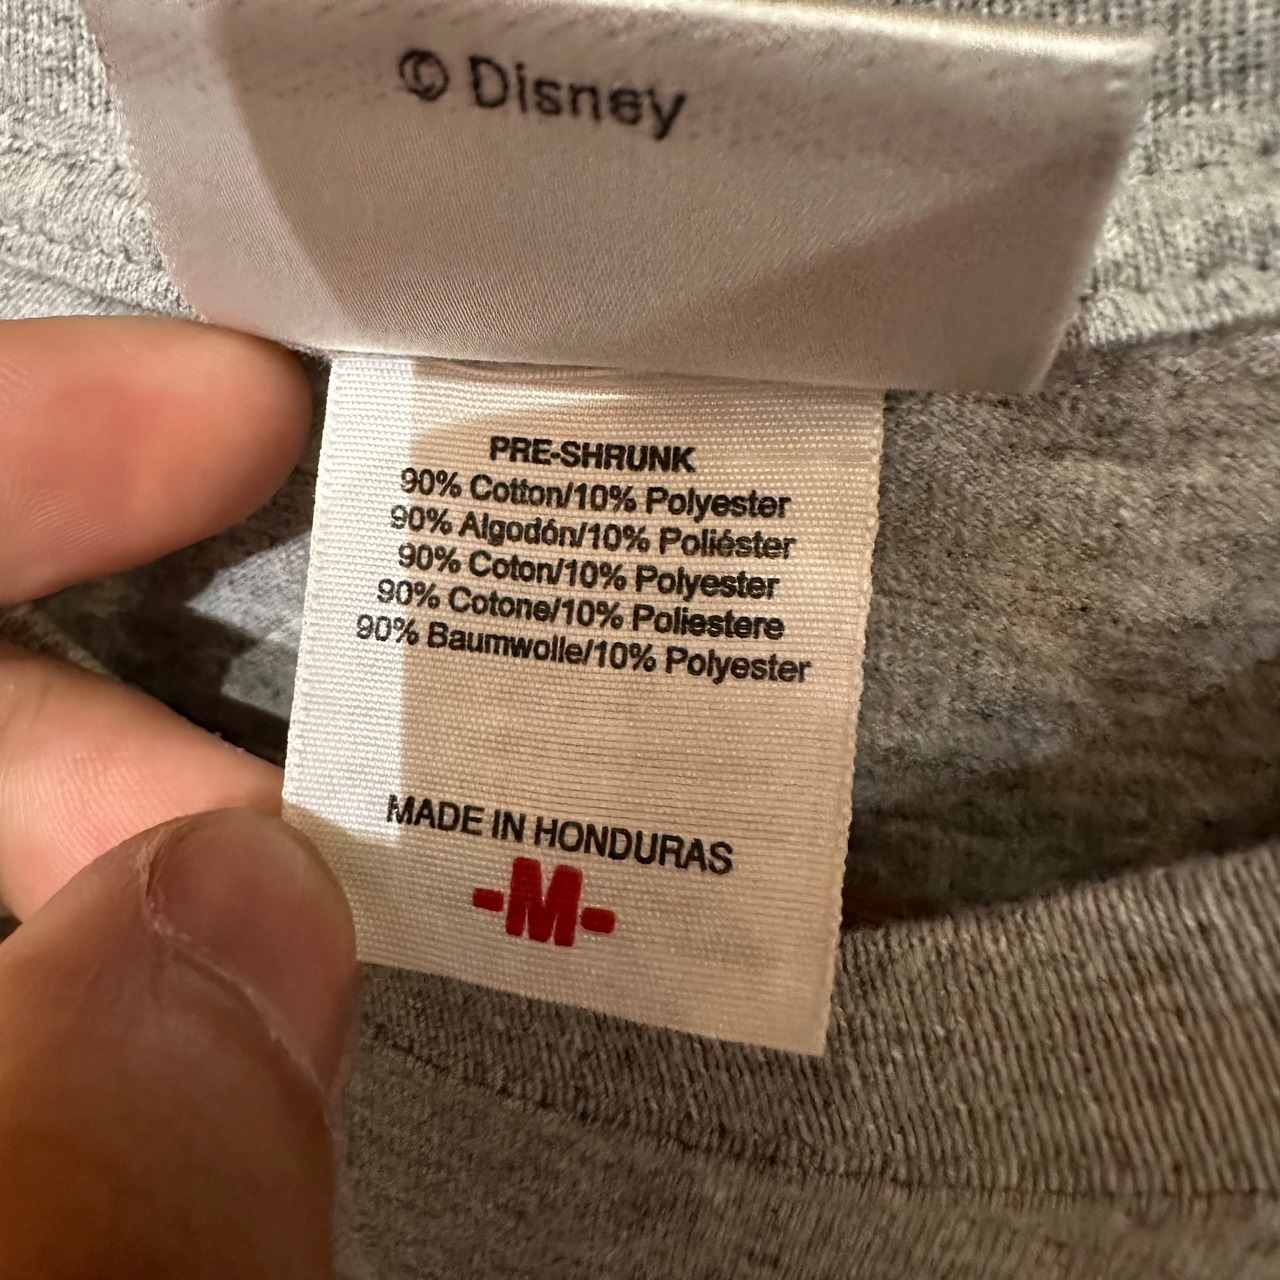 © Disney
PRE-SHRUNK
90% Cotton/10% Polyester
90% Algodón/10% Poliéster
90% Coton/10% Polyester
90% Cotone/10% Poliestere
90% Baumwolle/10% Polyester
MADE IN HONDURAS
-M-